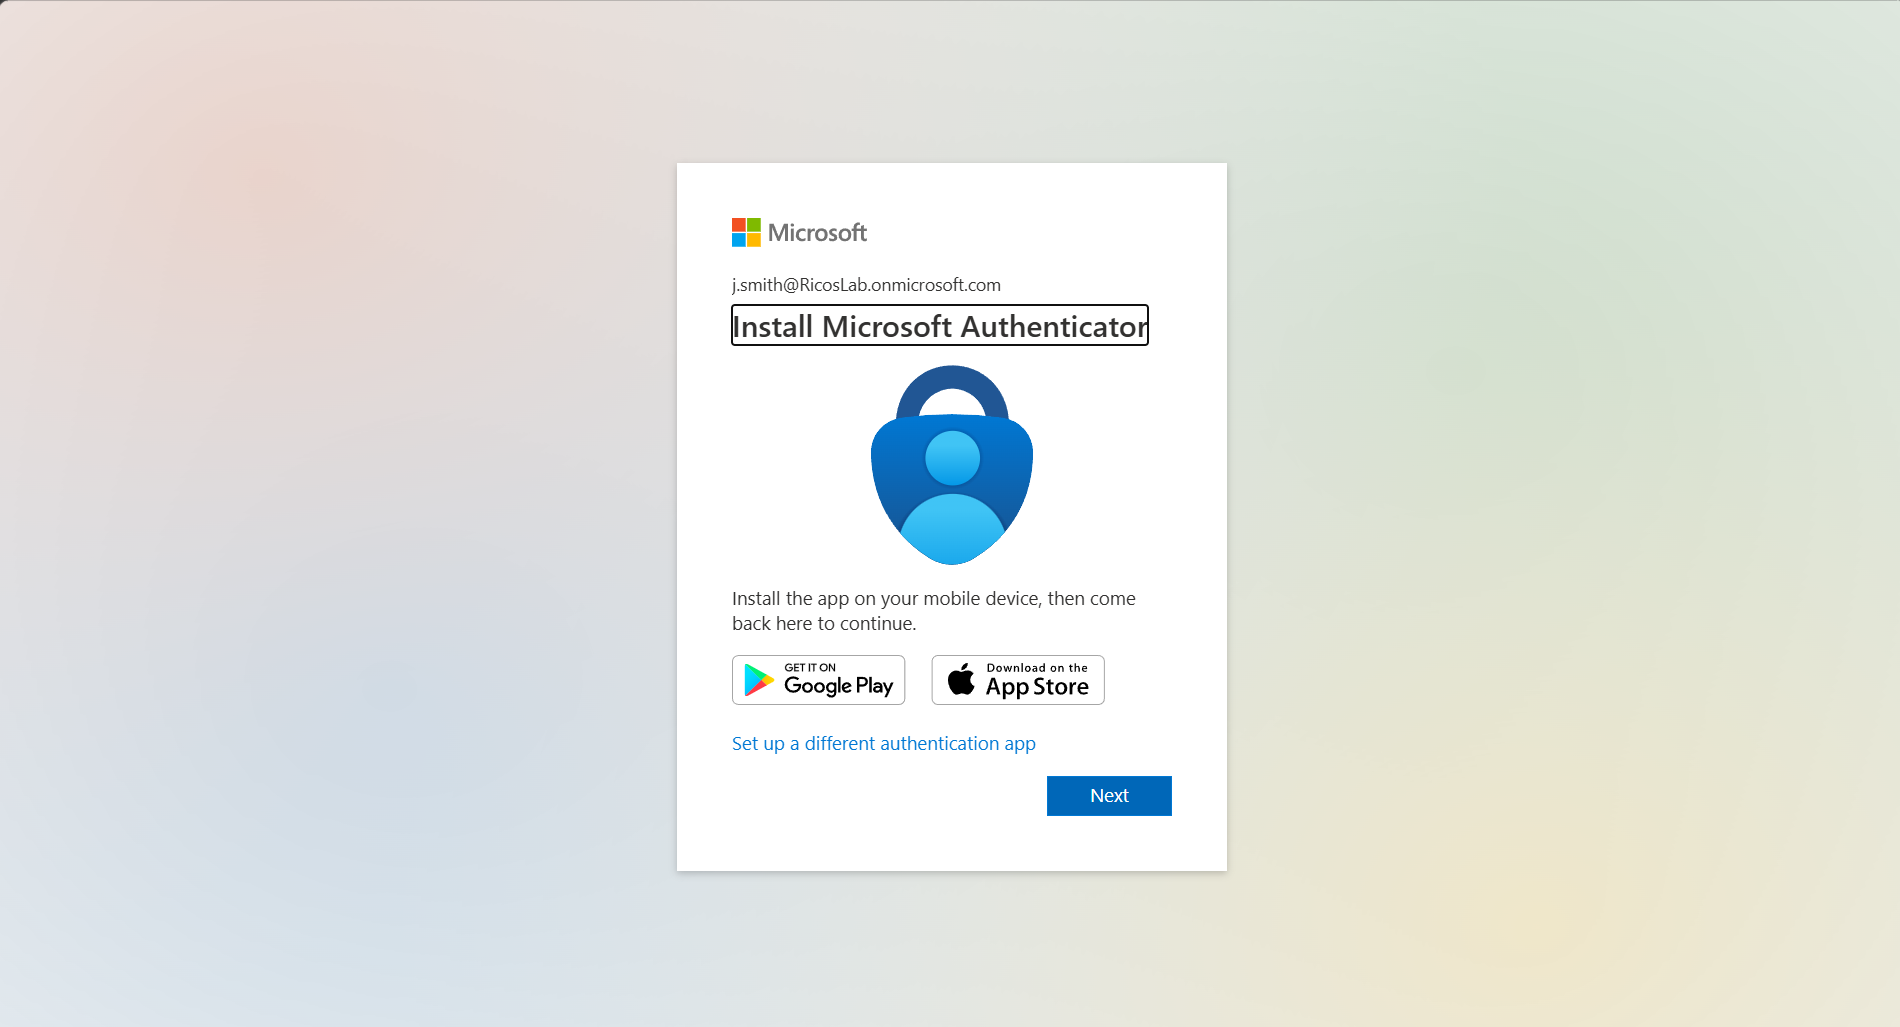 Microsoft
j.smith@RicosLab.onmicrosoft.com
Install Microsoft Authenticator
Install the app on your mobile device, then come
back here to continue.
GET IT ON
Google Play
Download on the
App Store
Set up a different authentication app
Next